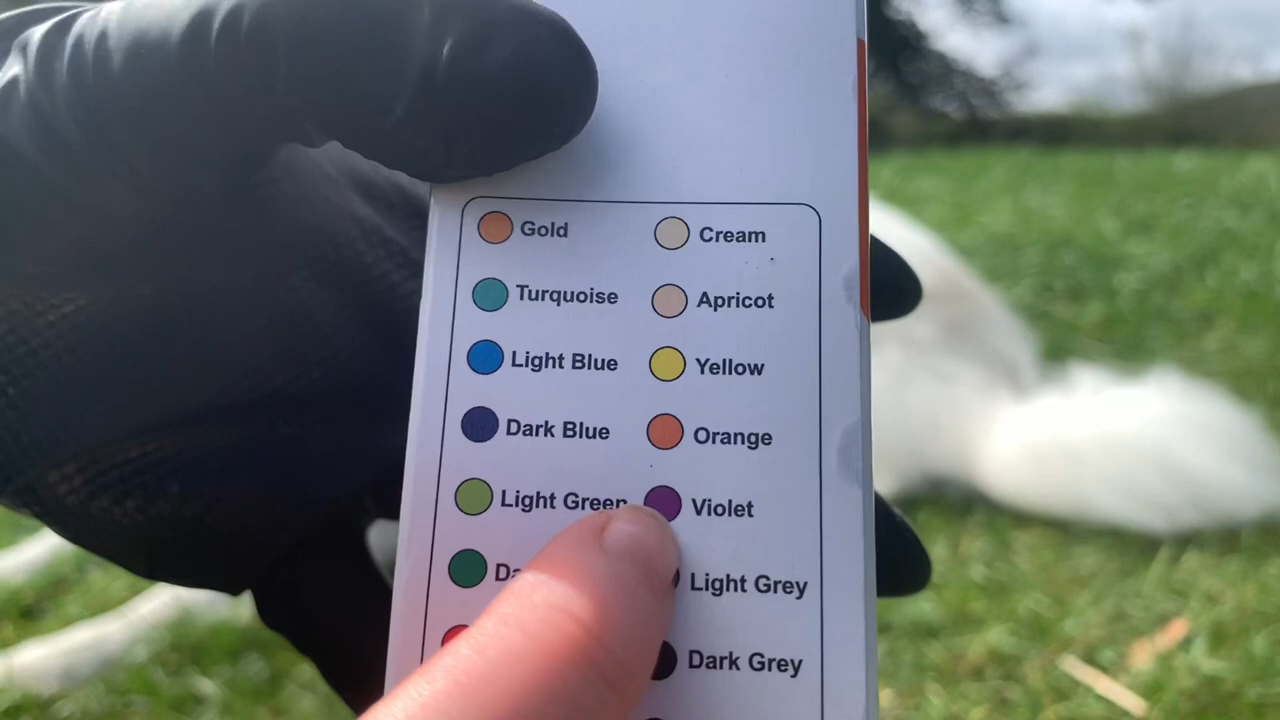 Gold
Cream
Turquoise
Apricot
Light Blue
Yellow
Dark Blue
Orange
Light Green
Violet
Light Grey
Dark Grey